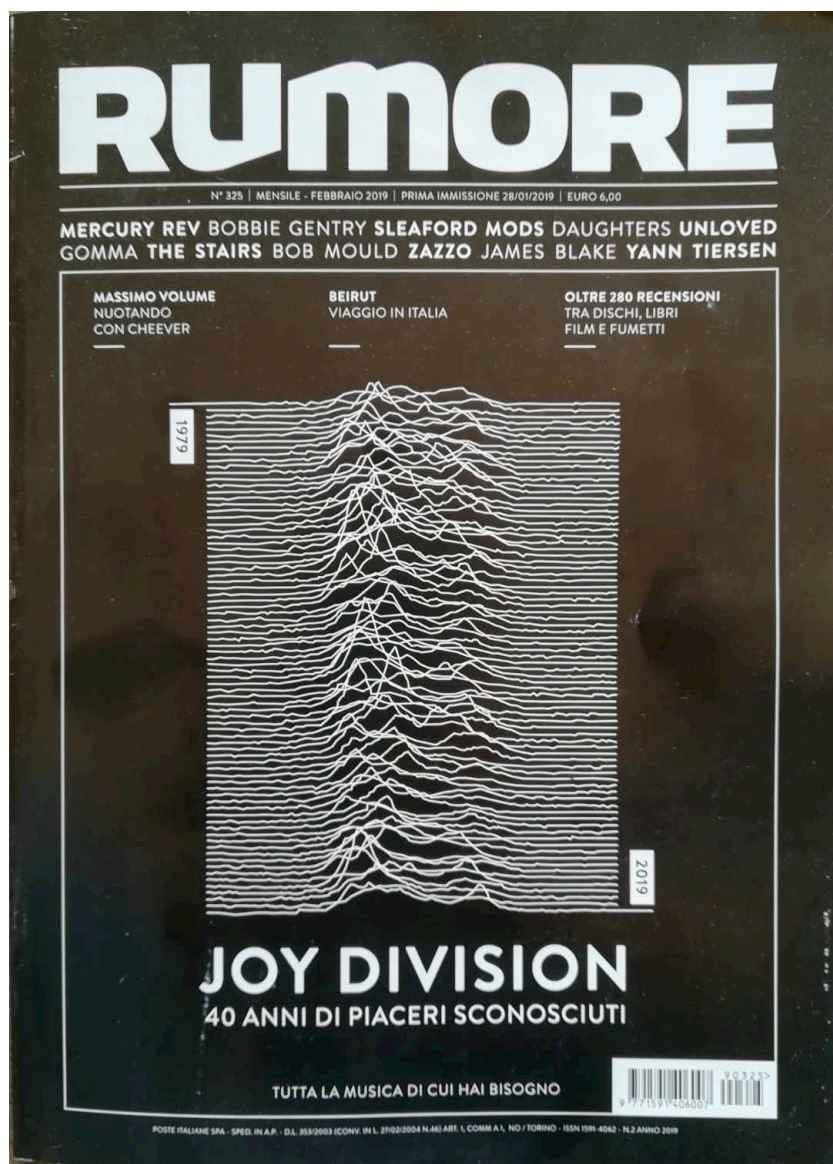 RUMORE
N° 325 | MENSILE - FEBBRAIO 2019 | PRIMA IMMISSIONE 28/01/2019 | EURO 6,00
MERCURY REV BOBBIE GENTRY SLEAFORD MODS DAUGHTERS UNLOVED
GOMMA THE STAIRS BOB MOULD ZAZZO JAMES BLAKE YANN TIERSEN
MASSIMO VOLUME
NUOTANDO
CON CHEEVER
BEIRUT
VIAGGIO IN ITALIA
OLTRE 280 RECENSIONI
TRA DISCHI, LIBRI
FILM E FUMETTI
1979
2019
JOY DIVISION
40 ANNI DI PIACERI SCONOSCIUTI
TUTTA LA MUSICA DI CUI HAI BISOGNO
90325>
9 771591 406007
POSTE ITALIANE SPA - SPED. IN A.P. - D.L. 353/2003 (CONV. IN L. 27/02/2004 N.46) ART. 1, COMM A 1, NO / TORINO - ISSN 1591-4062 - N.2 ANNO 2019